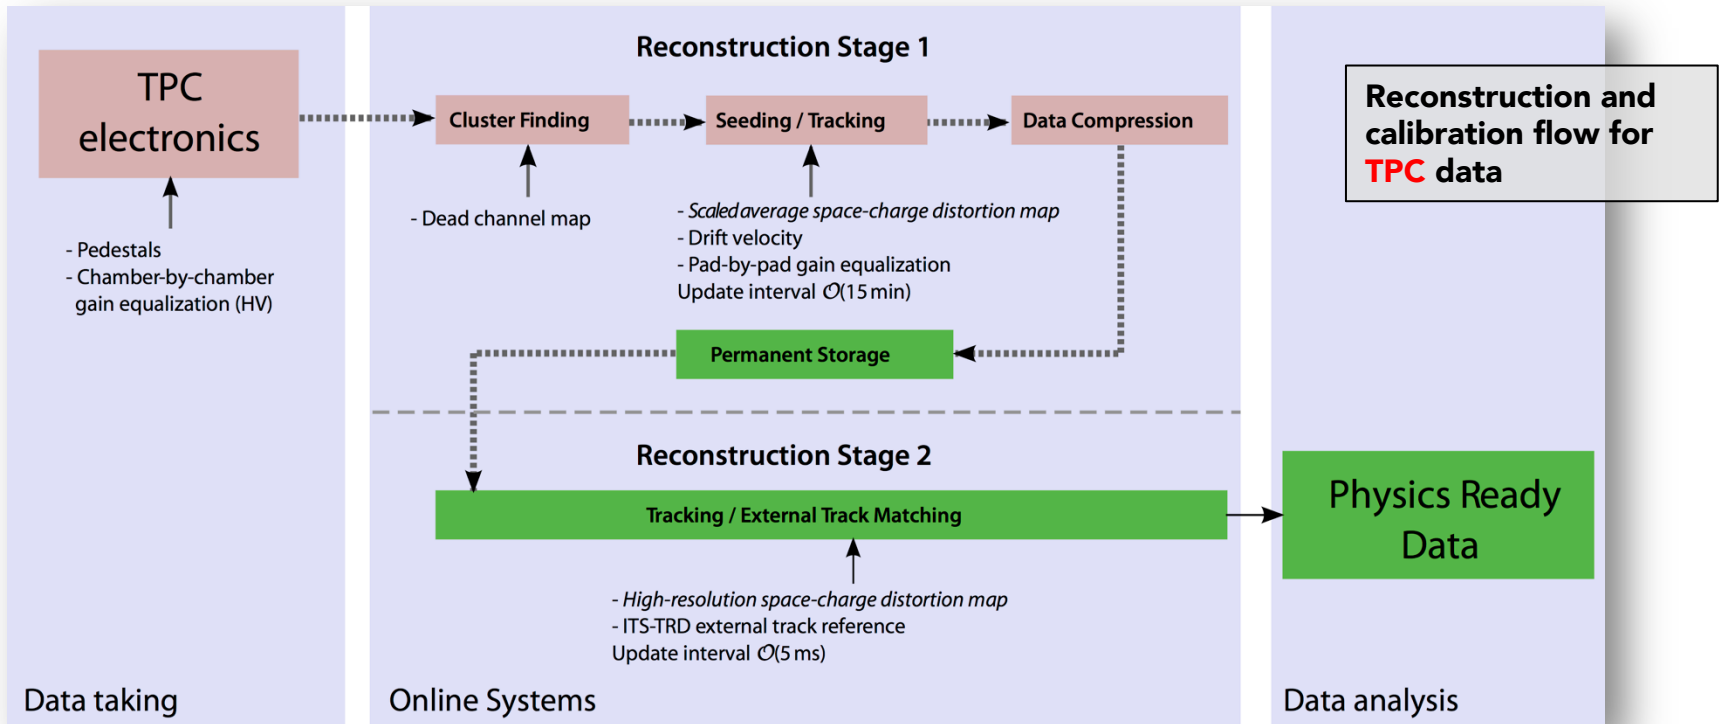 Reconstruction Stage 1
TPC
electronics
Cluster Finding
Seeding / Tracking
Data Compression
Reconstruction and
calibration flow for
TPC data
- Pedestals
- Chamber-by-chamber
gain equalization (HV)
- Dead channel map
- Scaled average space-charge distortion map
- Drift velocity
- Pad-by-pad gain equalization
Update interval O(15 min)
Permanent Storage
Reconstruction Stage 2
Tracking / External Track Matching
Physics Ready
Data
- High-resolution space-charge distortion map
- ITS-TRD external track reference
Update interval O(5 ms)
Data taking
Online Systems
Data analysis